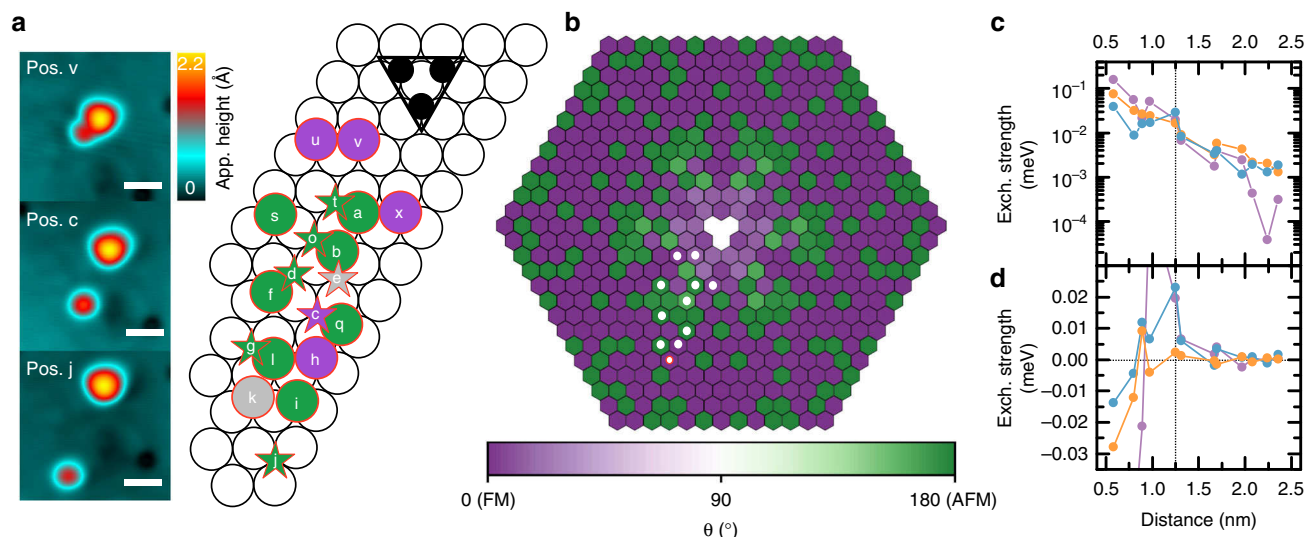 a
Pos. v
Pos. c
Pos. j
2.2
0
App. height (Å)
u
v
s
t
a
x
o
b
d
e
f
c
q
g
l
h
k
i
j
b
0 (FM)
90
180 (AFM)
θ (°)
c
0.5
1.0
1.5
2.0
2.5
10⁻¹
10⁻²
10⁻³
10⁻⁴
Exch. strength
(meV)
d
0.02
0.01
0.00
−0.01
−0.02
−0.03
Exch. strength
(meV)
0.5
1.0
1.5
2.0
2.5
Distance (nm)